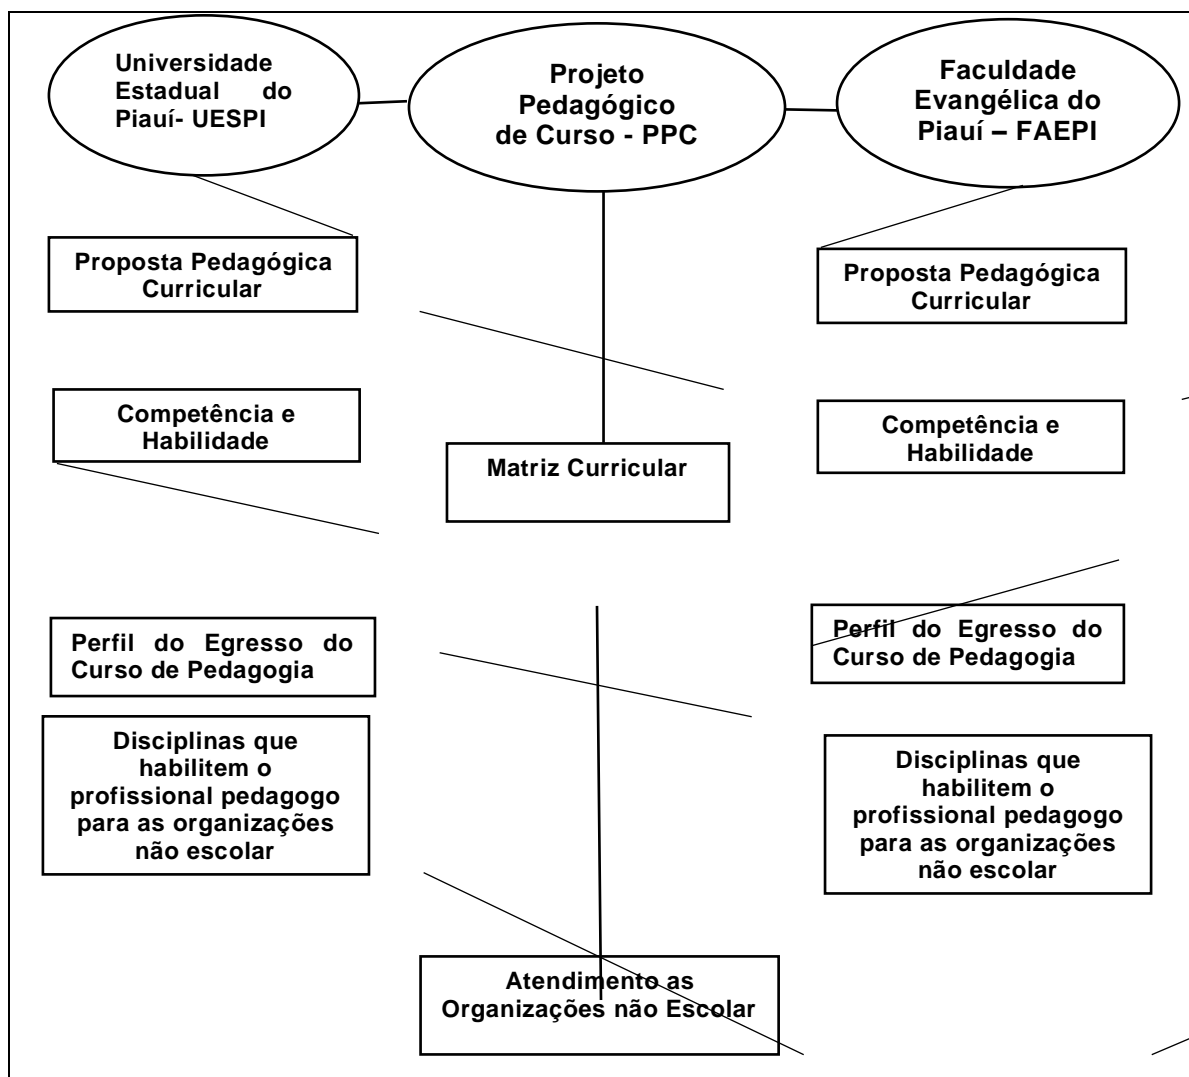 Universidade
Estadual do
Piauí- UESPI
Projeto
Pedagógico
de Curso - PPC
Faculdade
Evangélica do
Piauí – FAEPI
Proposta Pedagógica
Curricular
Proposta Pedagógica
Curricular
Competência e
Habilidade
Competência e
Habilidade
Matriz Curricular
Perfil do Egresso do
Curso de Pedagogia
Perfil do Egresso do
Curso de Pedagogia
Disciplinas que
habilitem o
profissional pedagogo
para as organizações
não escolar
Disciplinas que
habilitem o
profissional pedagogo
para as organizações
não escolar
Atendimento as
Organizações não Escolar